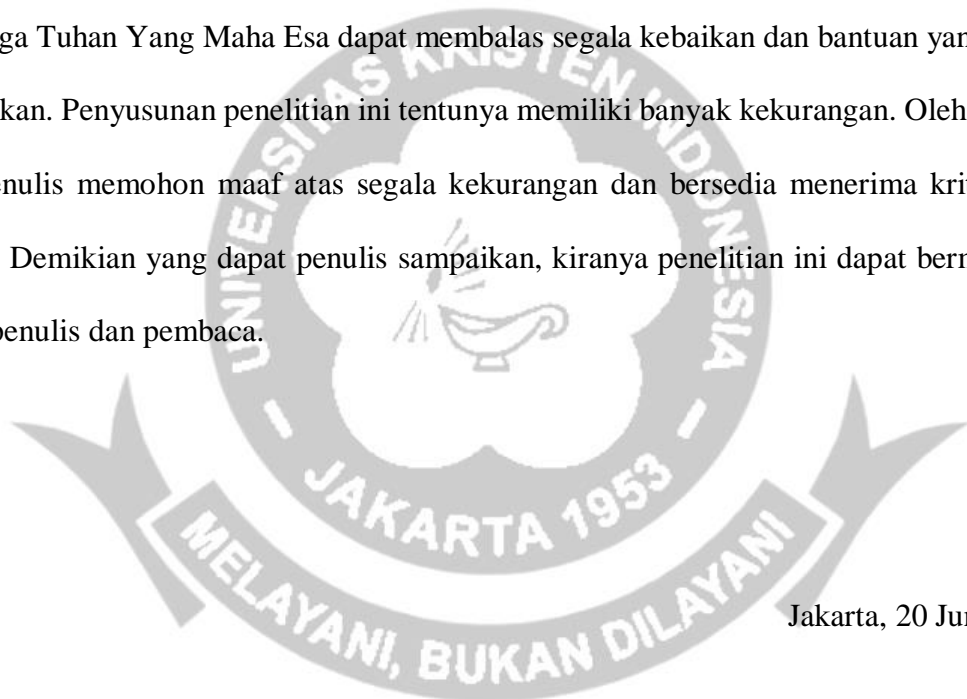 ga Tuhan Yang Maha Esa dapat membalas segala kebaikan dan bantuan yan
kan. Penyusunan penelitian ini tentunya memiliki banyak kekurangan. Oleh
enulis memohon maaf atas segala kekurangan dan bersedia menerima kri
Demikian yang dapat penulis sampaikan, kiranya penelitian ini dapat ber
penulis dan pembaca.
UNIVERSITAS KRISTEN INDONESIA
JAKARTA 1953
MELAYANI, BUKAN DILAYANI
Jakarta, 20 Ju